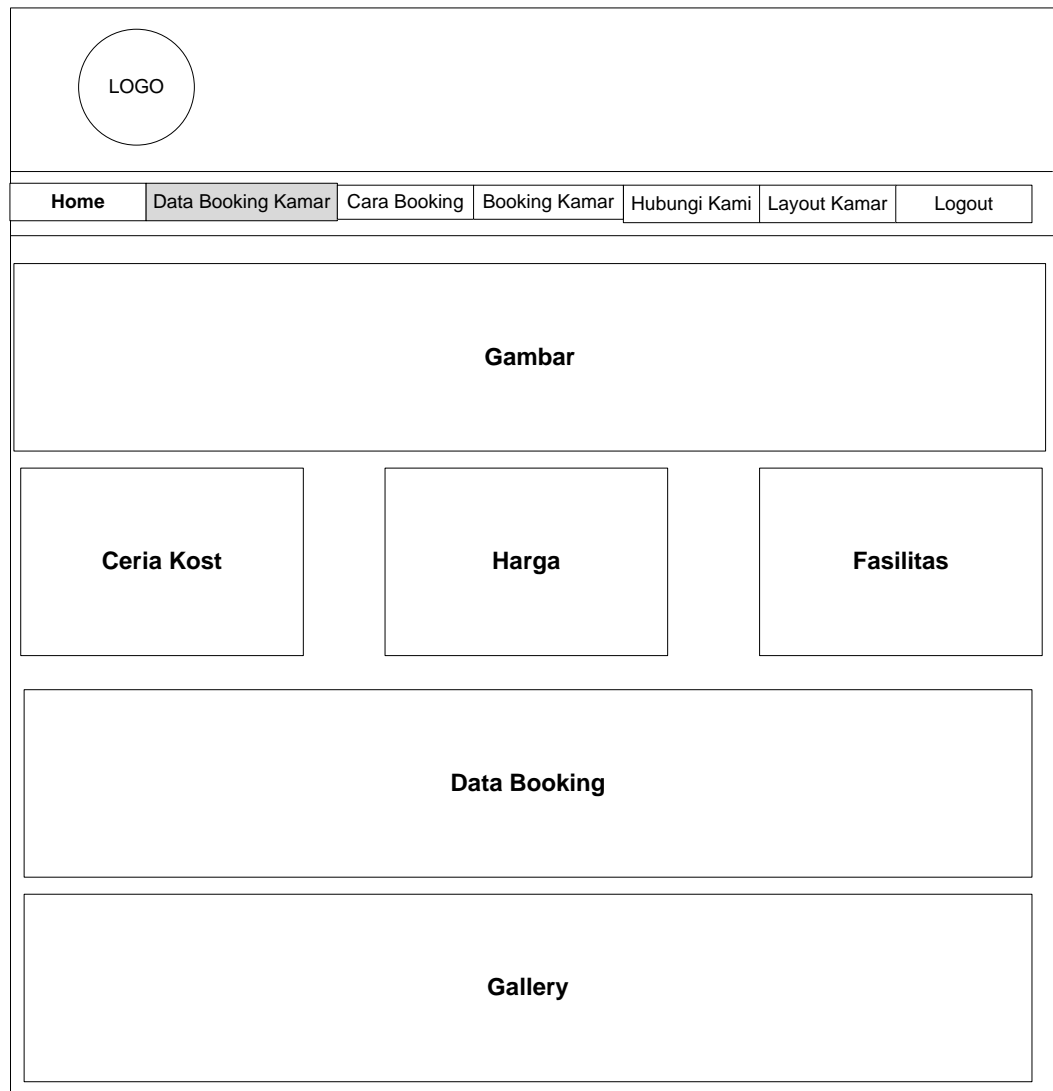 LOGO
Home Data Booking Kamar Cara Booking Booking Kamar Hubungi Kami Layout Kamar Logout
Gambar
Ceria Kost Harga Fasilitas
Data Booking
Gallery